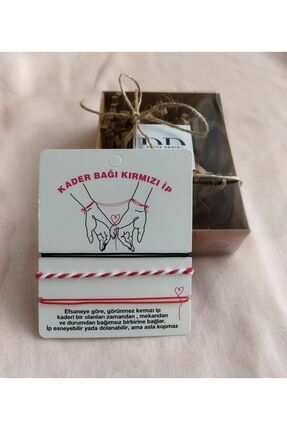 KADER BAĞI KIRMIZI İP
Efsaneye göre, görünmez kırmızı ip
kaderi bir olanları zamandan , mekandan
ve durumdan bağımsız birbirine bağlar.
İp esneyebilir yada dolanabilir, ama asla kopmaz